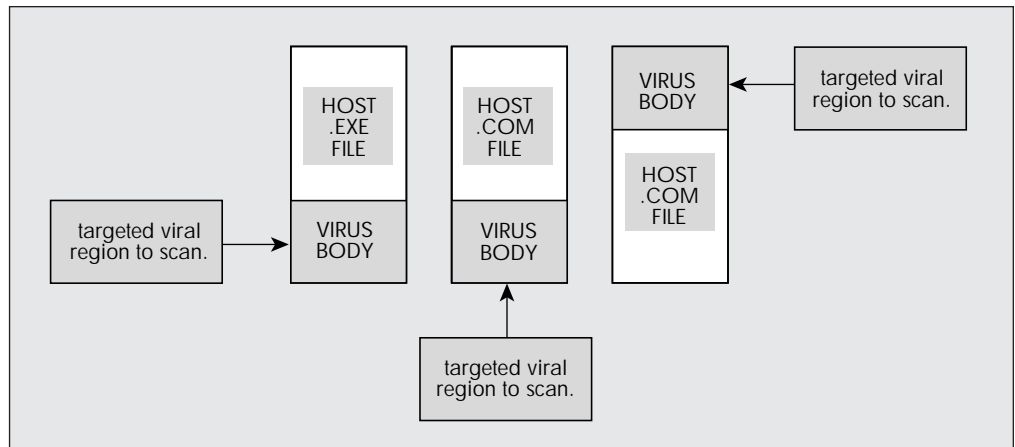 HOST
.EXE
FILE
VIRUS
BODY
HOST
.COM
FILE
VIRUS
BODY
VIRUS
BODY
HOST
.COM
FILE
targeted viral
region to scan.
targeted viral
region to scan.
targeted viral
region to scan.